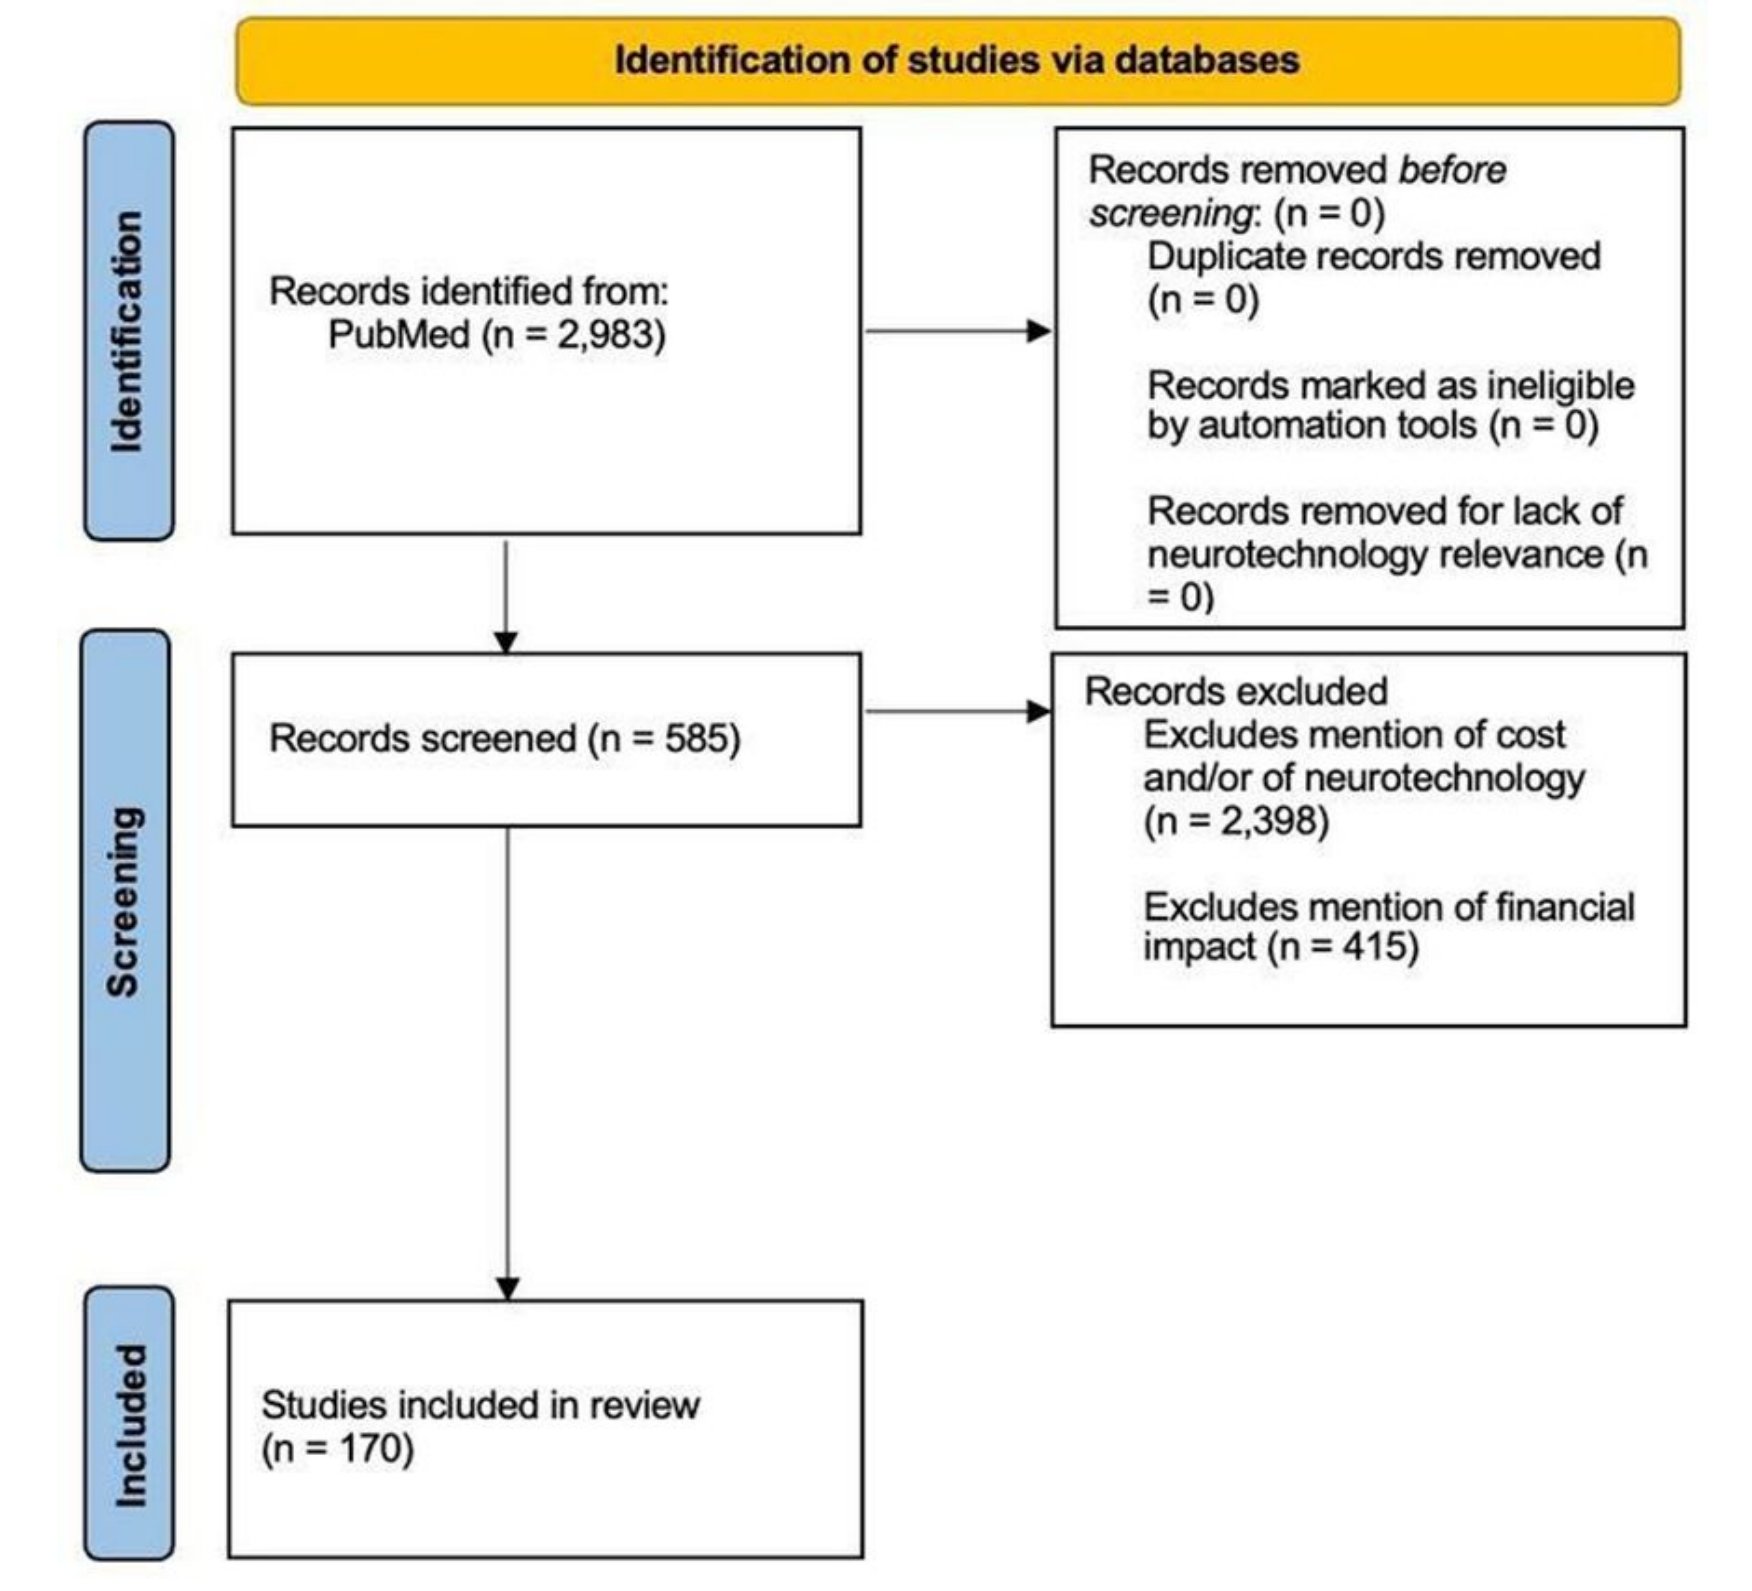 Identification of studies via databases
Identification
Records identified from:
PubMed (n = 2,983)
Records removed before
screening: (n = 0)
Duplicate records removed
(n = 0)
Records marked as ineligible
by automation tools (n = 0)
Records removed for lack of
neurotechnology relevance (n
= 0)
Screening
Records screened (n = 585)
Records excluded
Excludes mention of cost
and/or of neurotechnology
(n = 2,398)
Excludes mention of financial
impact (n = 415)
Included
Studies included in review
(n = 170)